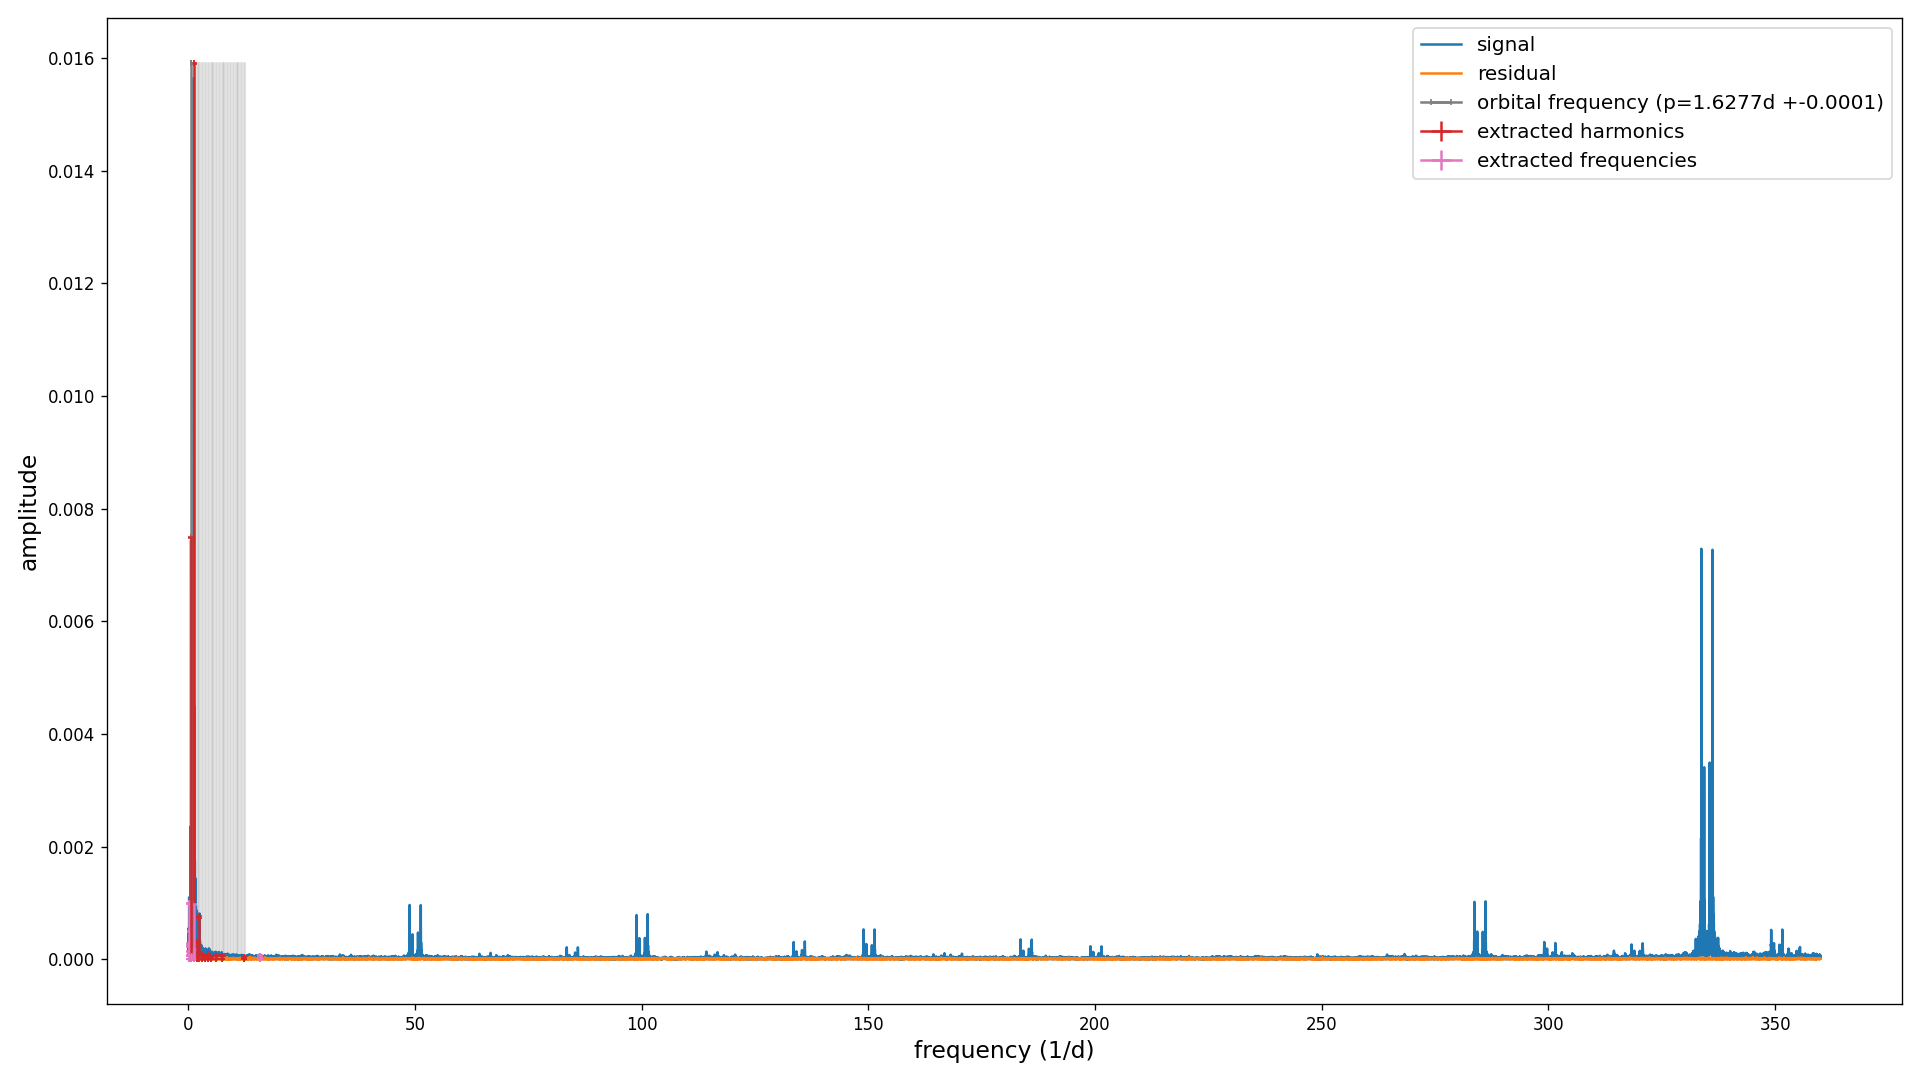 signal
residual
orbital frequency (p=1.6277d +-0.0001)
extracted harmonics
extracted frequencies
amplitude
0.016
0.014
0.012
0.010
0.008
0.006
0.004
0.002
0.000
0 50 100 150 200 250 300 350
frequency (1/d)